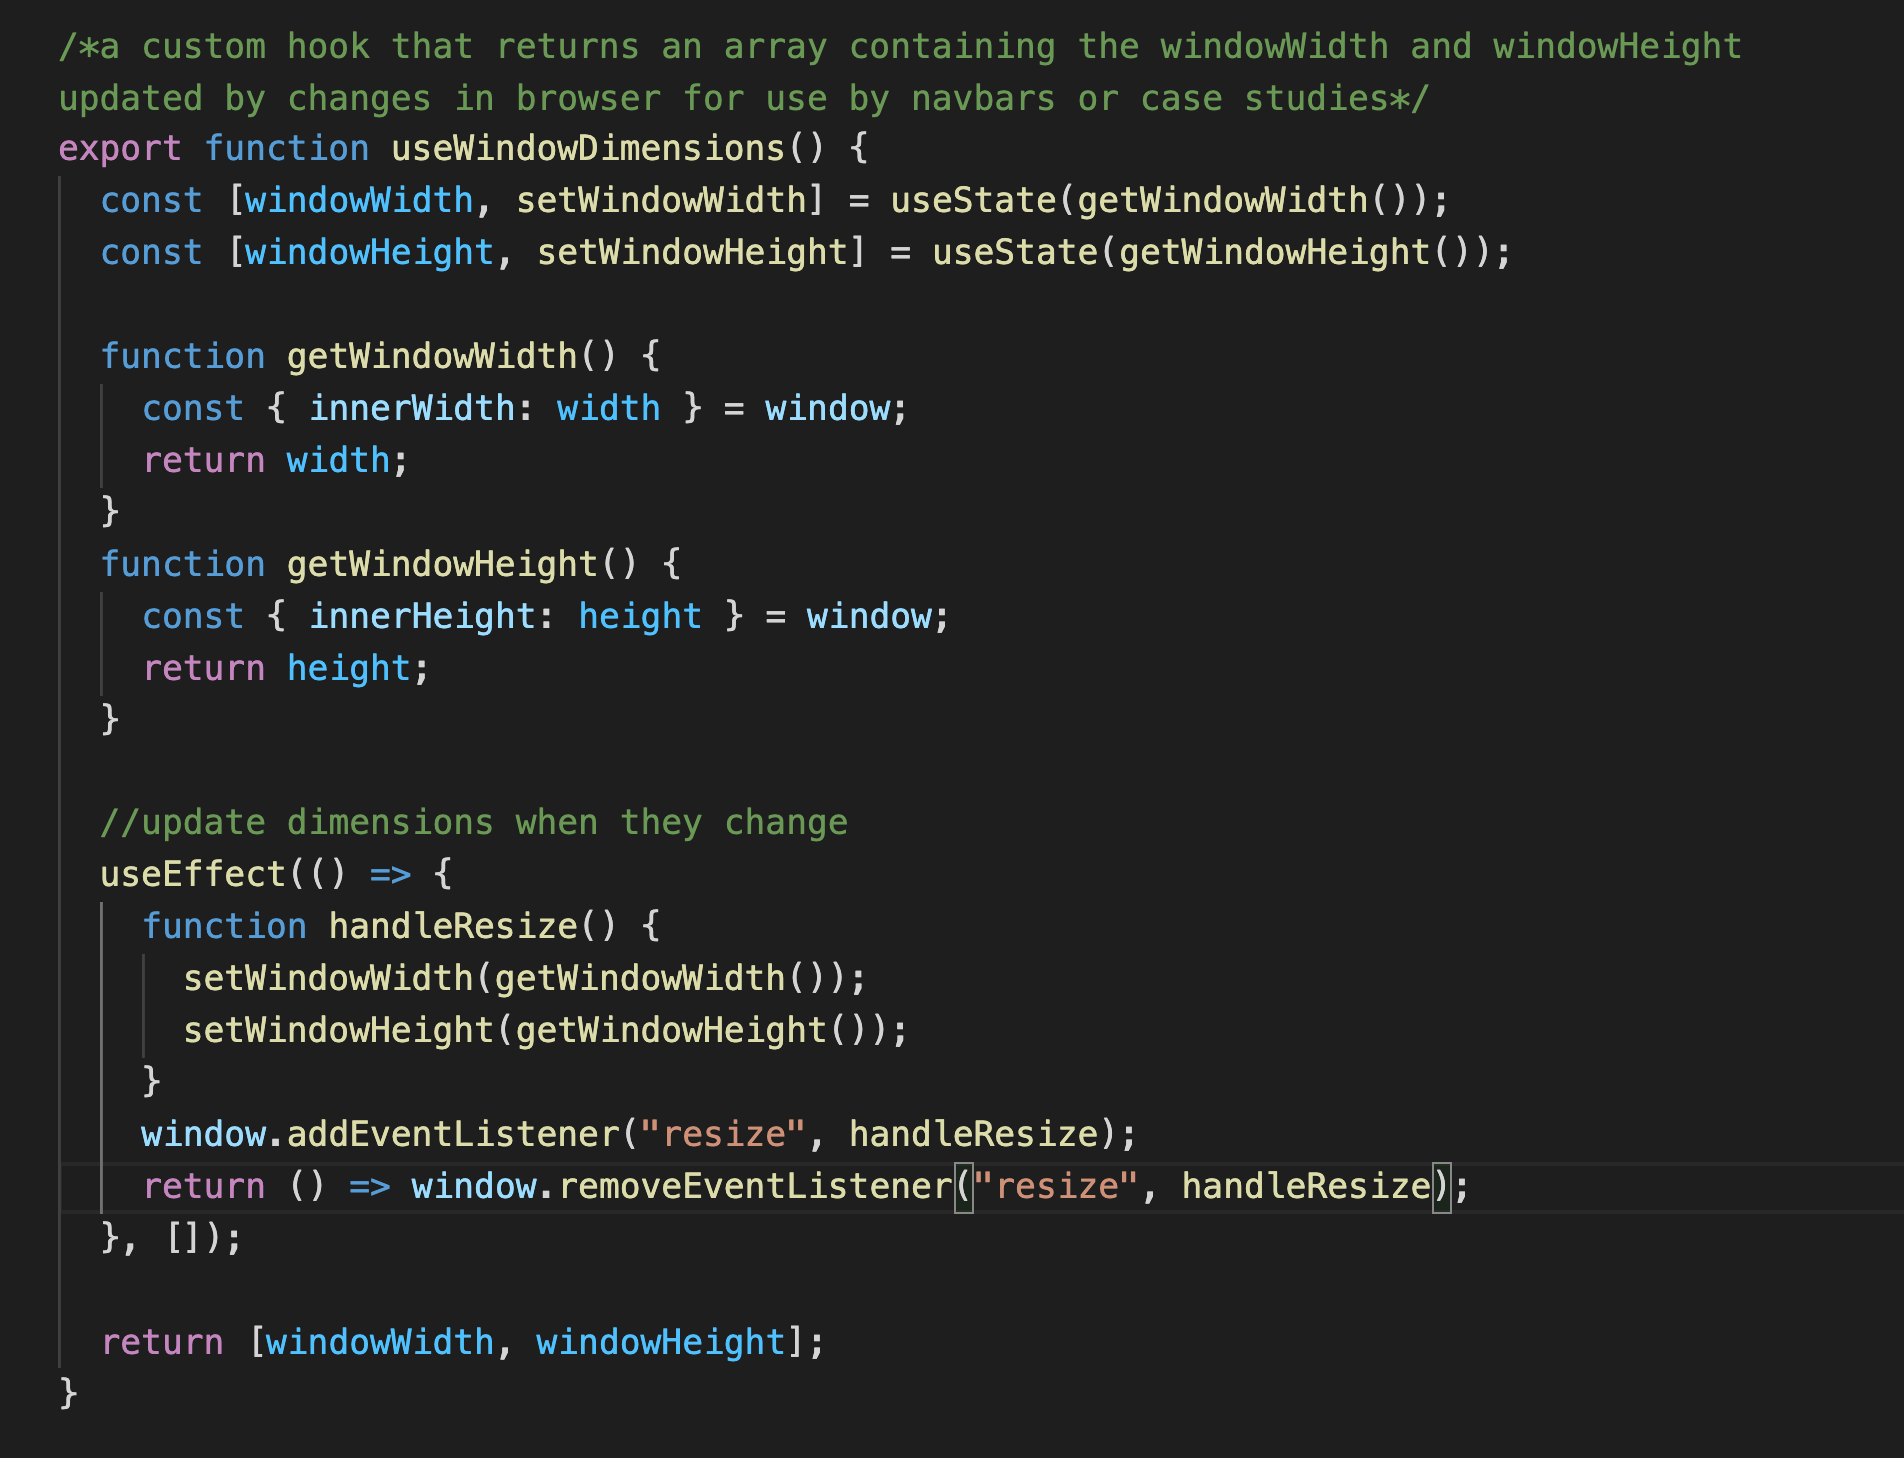 /*a custom hook that returns an array containing the windowWidth and windowHeight
updated by changes in browser for use by navbars or case studies*/
export function useWindowDimensions() {
  const [windowWidth, setWindowWidth] = useState(getWindowWidth());
  const [windowHeight, setWindowHeight] = useState(getWindowHeight());

  function getWindowWidth() {
    const { innerWidth: width } = window;
    return width;
  }
  function getWindowHeight() {
    const { innerHeight: height } = window;
    return height;
  }

  //update dimensions when they change
  useEffect(() => {
    function handleResize() {
      setWindowWidth(getWindowWidth());
      setWindowHeight(getWindowHeight());
    }
    window.addEventListener("resize", handleResize);
    return () => window.removeEventListener("resize", handleResize);
  }, []);

  return [windowWidth, windowHeight];
}